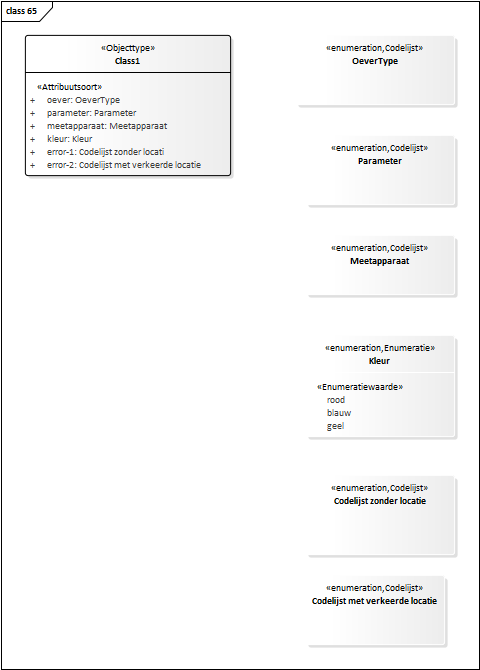 class 65
«Objecttype»
Class1
«Attribuutsoort»
+ oever: OeverType
+ parameter: Parameter
+ meetapparaat: Meetapparaat
+ kleur: Kleur
+ error-1: Codelijst zonder locati
+ error-2: Codelijst met verkeerde locatie
«enumeration,Codelijst»
OeverType
«enumeration,Codelijst»
Parameter
«enumeration,Codelijst»
Meetapparaat
«enumeration,Enumeratie»
Kleur
«Enumeratiewaarde»
rood
blauw
geel
«enumeration,Codelijst»
Codelijst zonder locatie
«enumeration,Codelijst»
Codelijst met verkeerde locatie